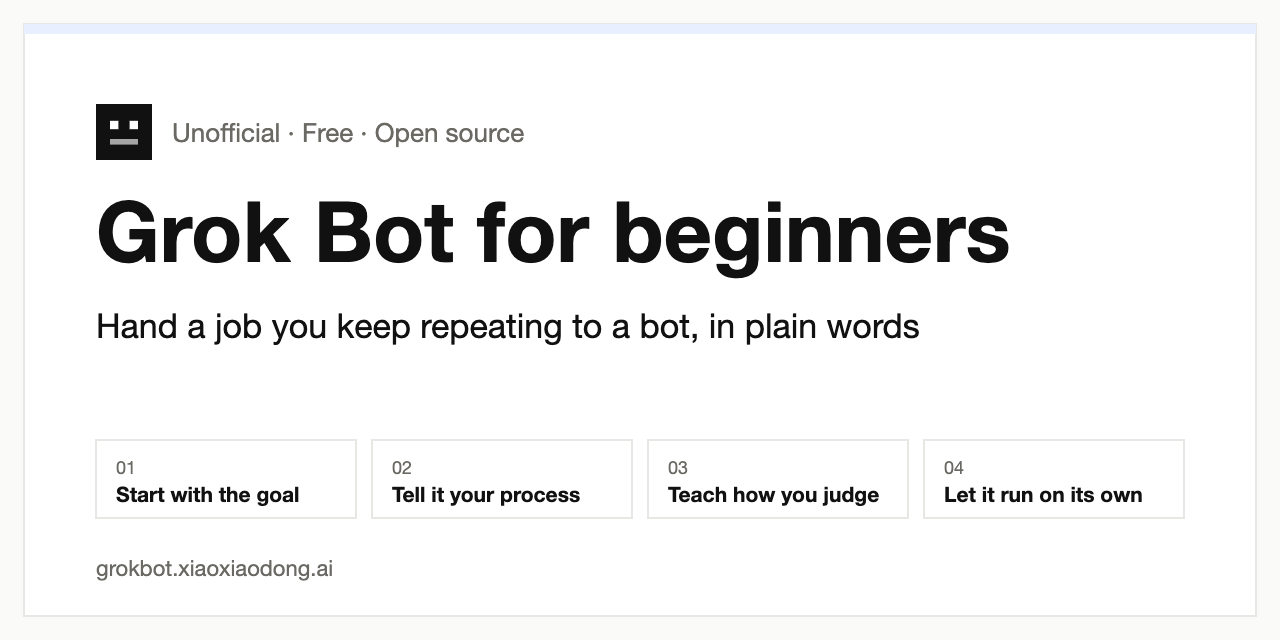 Unofficial · Free · Open source
Grok Bot for beginners
Hand a job you keep repeating to a bot, in plain words
01
Start with the goal
02
Tell it your process
03
Teach how you judge
04
Let it run on its own
grokbot.xiaoxiaodong.ai